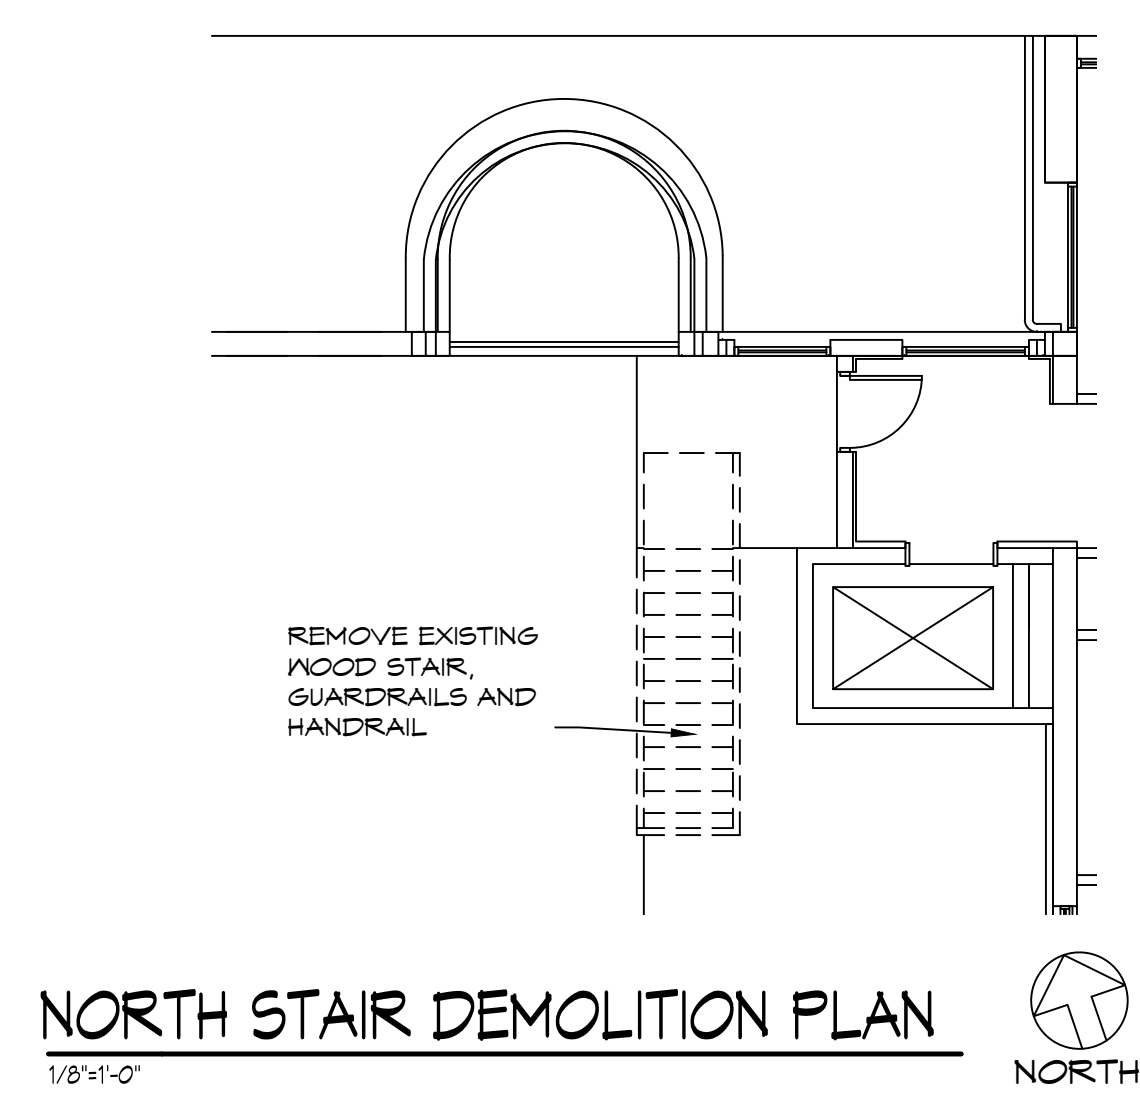 REMOVE EXISTING
WOOD STAIR,
GUARDRAILS AND
HANDRAIL
NORTH STAIR DEMOLITION PLAN
1/8"=1'-0"
NORTH